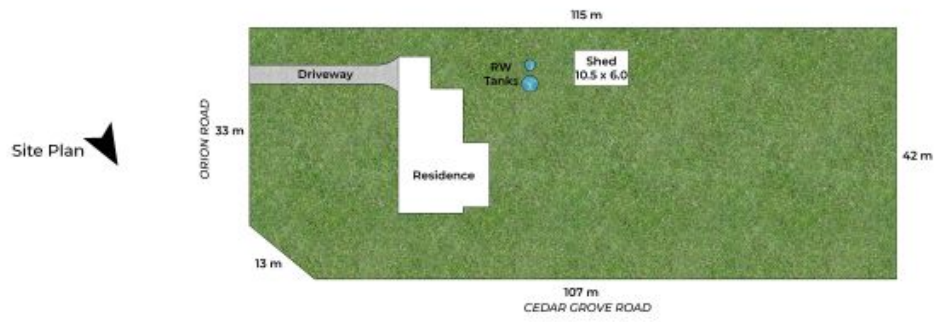 115 m
Driveway
RW
Tanks
Shed
10.5 x 6.0
Site Plan
ORION ROAD
33 m
42 m
Residence
13 m
107 m
CEDAR GROVE ROAD